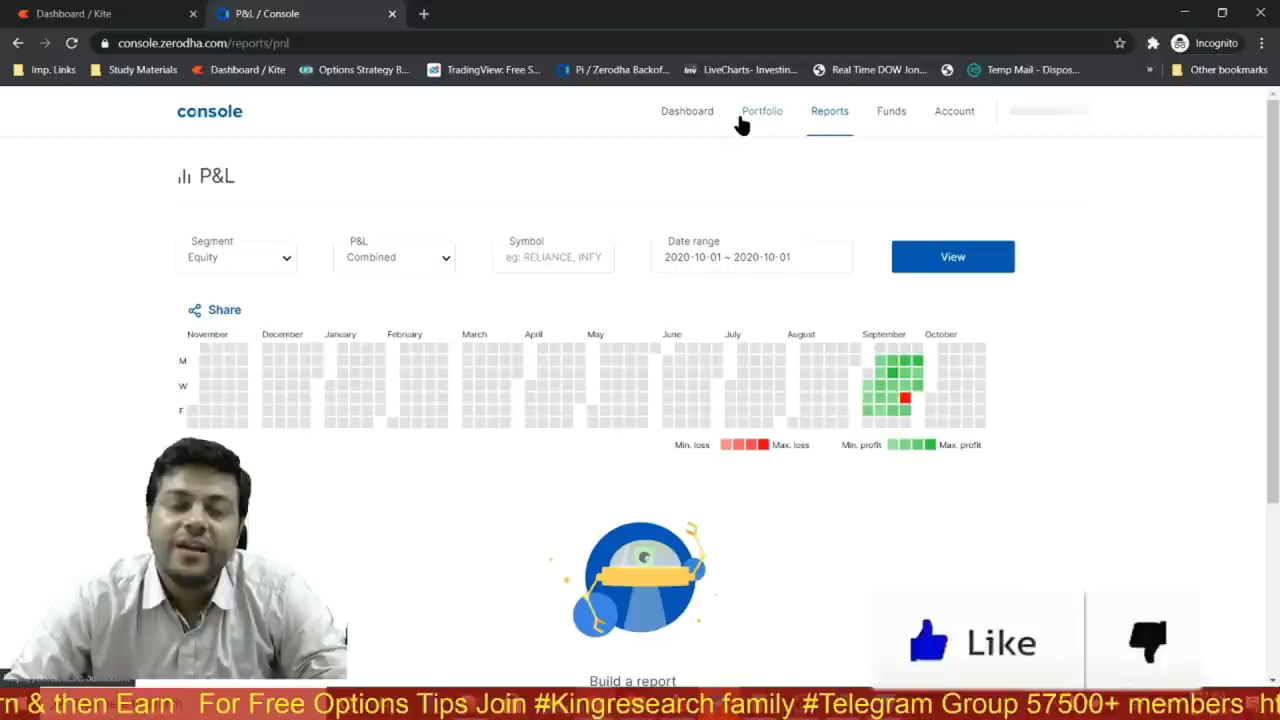 Dashboard / Kite
P&L / Console
console.zerodha.com/reports/pnl
Incognito
Imp. Links
Study Materials
Dashboard / Kite
Options Strategy B...
TradingView: Free S...
Pi / Zerodha Backof...
LiveCharts- Investin...
Real Time DOW Jon...
Temp Mail - Dispos...
»
Other bookmarks
console
Dashboard
Portfolio
Reports
Funds
Account
P&L
Segment
Equity
P&L
Combined
Symbol
eg: RELIANCE, INFY
Date range
2020-10-01 ~ 2020-10-01
View
Share
November December January February March April May June July August September October
M
W
F
Min. loss
Max. loss
Min. profit
Max. profit
Build a report
Like
rn & then Earn For Free Options Tips Join #Kingresearch family #Telegram Group 57500+ members ht